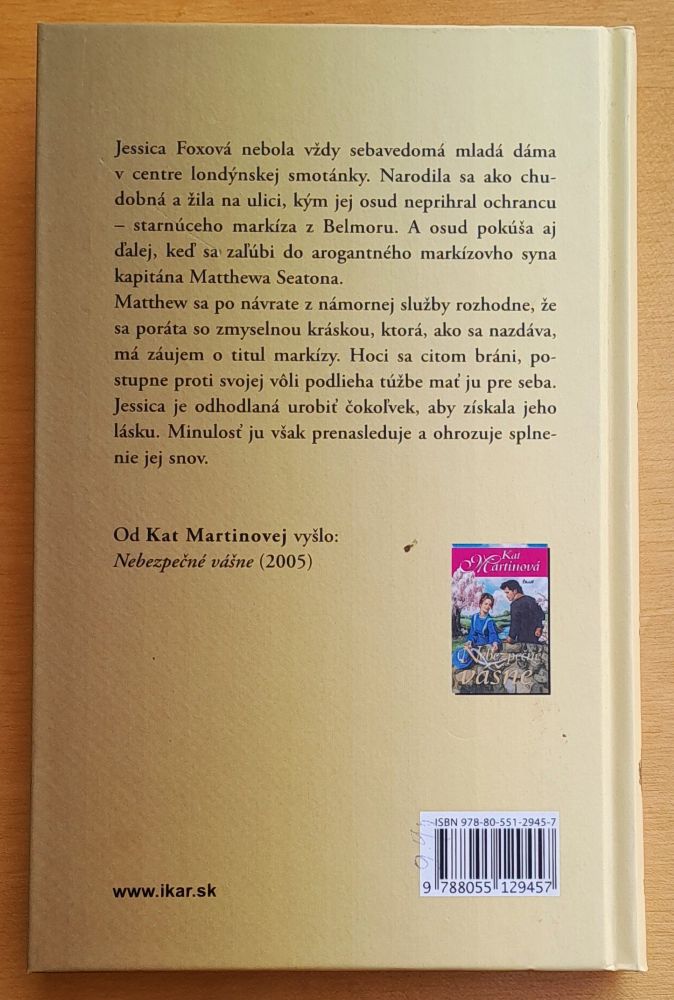 Jessica Foxová nebola vždy sebavedomá mladá dáma
v centre londýnskej smotánky. Narodila sa ako chu-
dobná a žila na ulici, kým jej osud neprihral ochrancu
– starnúceho markíza z Belmoru. A osud pokúša aj
ďalej, keď sa zaľúbi do arogantného markízovho syna
kapitána Matthewa Seatona.
Matthew sa po návrate z námornej služby rozhodne, že
sa poráta so zmyselnou kráskou, ktorá, ako sa nazdáva,
má záujem o titul markízy. Hoci sa citom bráni, po-
stupne proti svojej vôli podlieha túžbe mať ju pre seba.
Jessica je odhodlaná urobiť čokoľvek, aby získala jeho
lásku. Minulosť ju však prenasleduje a ohrozuje splne-
nie jej snov.
Od Kat Martinovej vyšlo:
Nebezpečné vášne (2005)
Kat
Martinová
Nebezpečné
vášne
ISBN 978-80-551-2945-7
9 788055 129457
www.ikar.sk